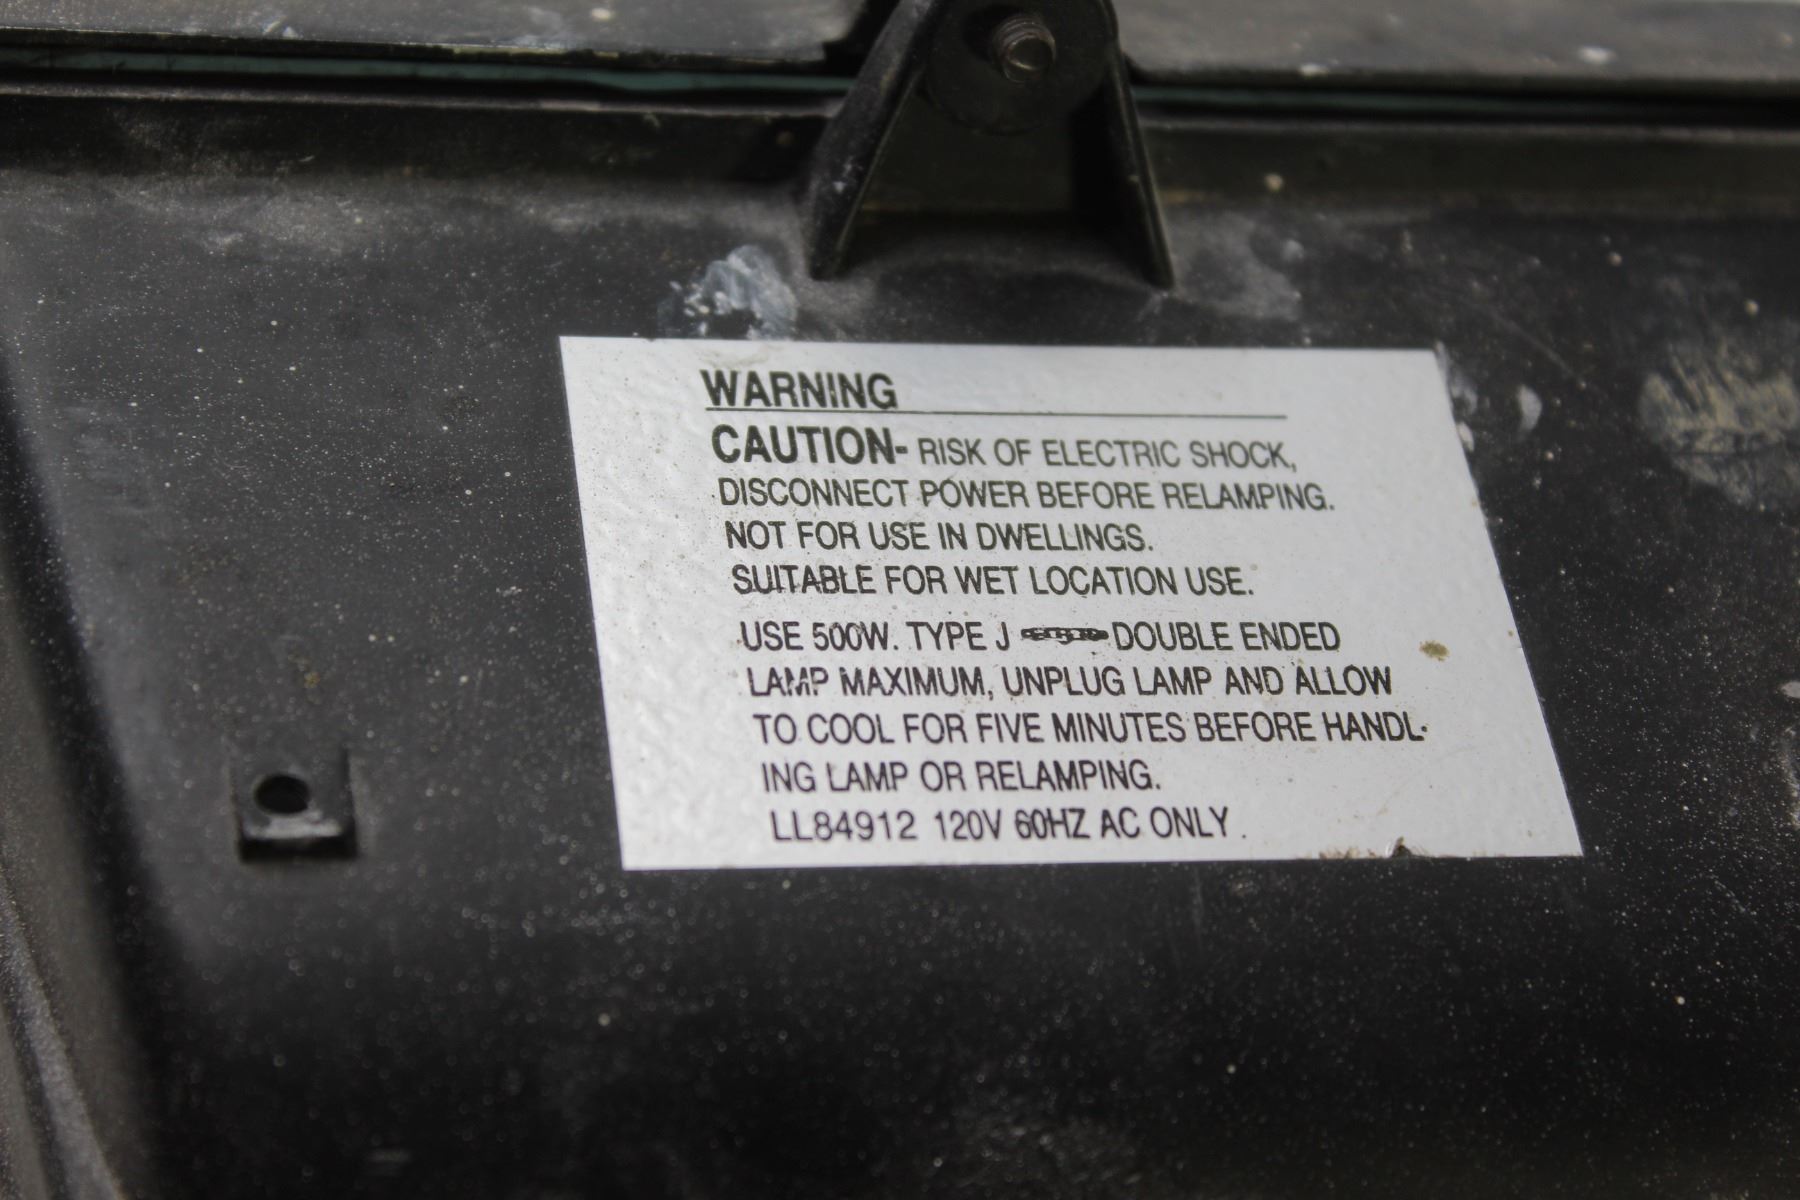 WARNING
CAUTION- RISK OF ELECTRIC SHOCK,
DISCONNECT POWER BEFORE RELAMPING.
NOT FOR USE IN DWELLINGS.
SUITABLE FOR WET LOCATION USE.
USE 500W. TYPE J DOUBLE ENDED
LAMP MAXIMUM, UNPLUG LAMP AND ALLOW
TO COOL FOR FIVE MINUTES BEFORE HANDL-
ING LAMP OR RELAMPING.
LL84912 120V 60HZ AC ONLY.